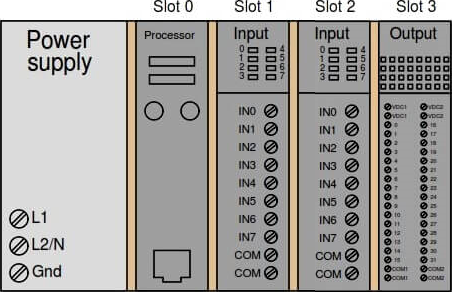 Slot 0
Slot 1
Slot 2
Slot 3
Power
supply
L1
L2/N
Gnd
Processor
Input
0 4
1 5
2 6
3 7
IN0
IN1
IN2
IN3
IN4
IN5
IN6
IN7
COM
COM
Input
0 4
1 5
2 6
3 7
IN0
IN1
IN2
IN3
IN4
IN5
IN6
IN7
COM
COM
Output
VDC1 VDC2
VDC1 VDC2
0 16
1 17
2 18
3 19
4 20
5 21
6 22
7 23
8 24
9 25
10 26
11 27
12 28
13 29
14 30
15 31
COM1 COM2
COM1 COM2